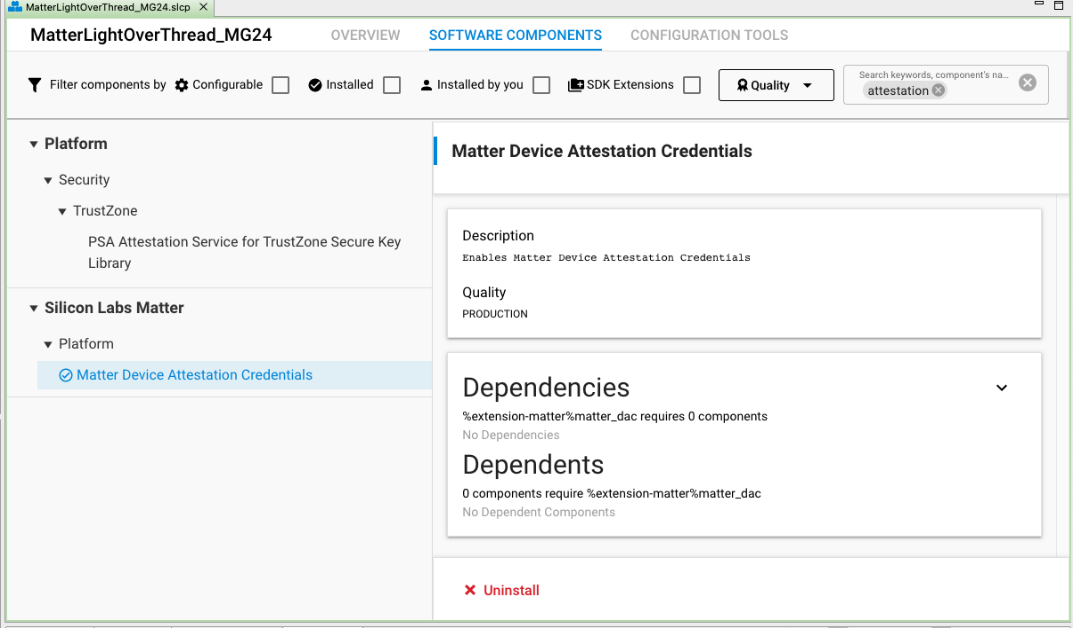 MatterLightOverThread_MG24.slcp
MatterLightOverThread_MG24
OVERVIEW
SOFTWARE COMPONENTS
CONFIGURATION TOOLS
Filter components by
Configurable
Installed
Installed by you
SDK Extensions
Quality
Search keywords, component's na...
attestation
Platform
Security
TrustZone
PSA Attestation Service for TrustZone Secure Key
Library
Silicon Labs Matter
Platform
Matter Device Attestation Credentials
Matter Device Attestation Credentials
Description
Enables Matter Device Attestation Credentials
Quality
PRODUCTION
Dependencies
%extension-matter%matter_dac requires 0 components
No Dependencies
Dependents
0 components require %extension-matter%matter_dac
No Dependent Components
Uninstall